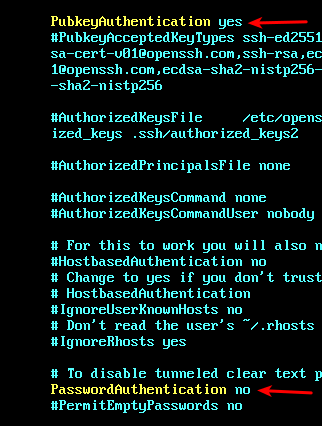 PubkeyAuthentication yes
#PubkeyAcceptedKeyTypes ssh-ed2551
sa-cert-v01@openssh.com,ssh-rsa,ec
1@openssh.com,ecdsa-sha2-nistp256-
-sha2-nistp256
#AuthorizedKeysFile /etc/opens
ized_keys .ssh/authorized_keys2
#AuthorizedPrincipalsFile none
#AuthorizedKeysCommand none
#AuthorizedKeysCommandUser nobody
# For this to work you will also n
#HostbasedAuthentication no
# Change to yes if you don't trust
# HostbasedAuthentication
#IgnoreUserKnownHosts no
# Don't read the user's ~/.rhosts
#IgnoreRhosts yes
# To disable tunneled clear text p
PasswordAuthentication no
#PermitEmptyPasswords no